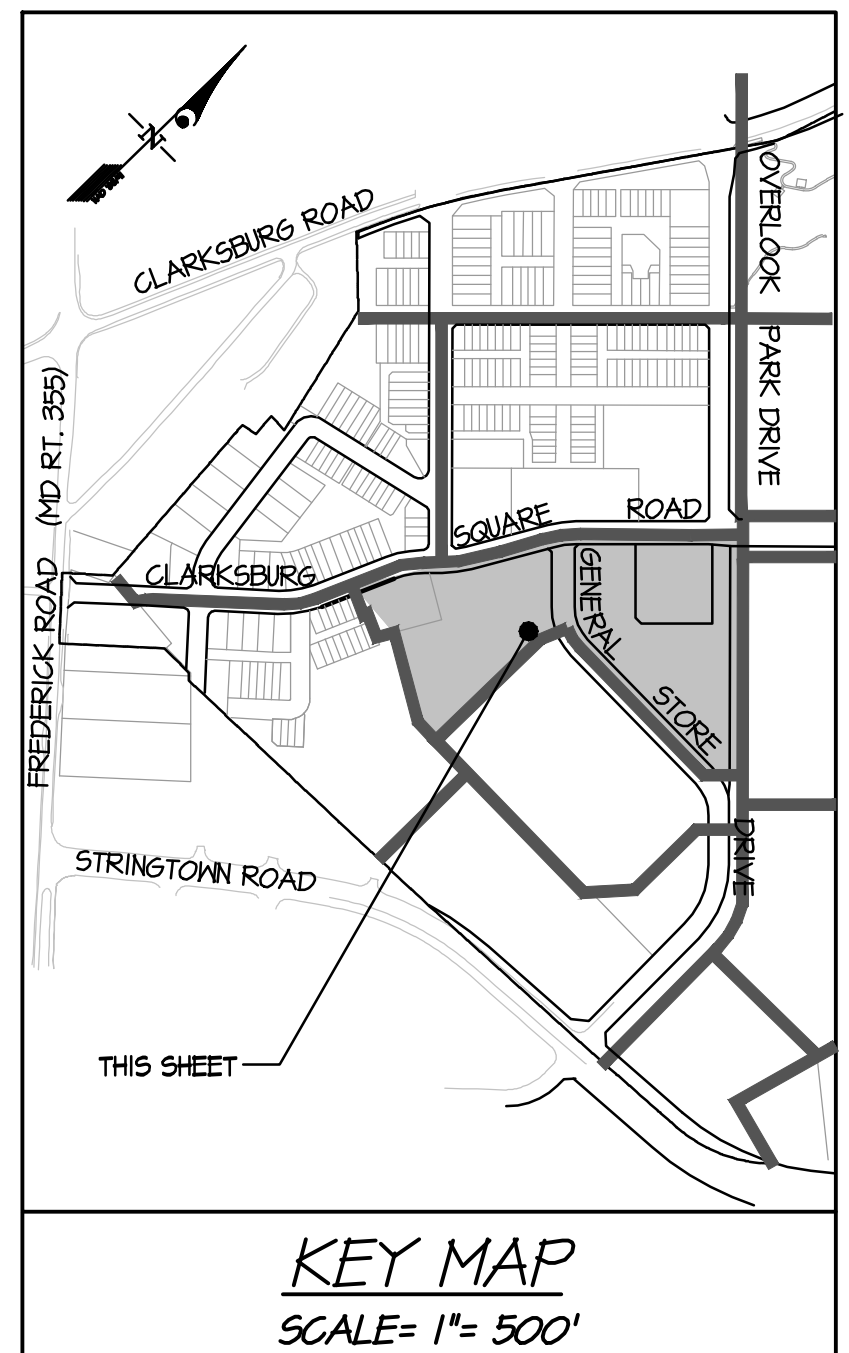 N
CLARKSBURG ROAD
OVERLOOK PARK DRIVE
FREDERICK ROAD (MD RT. 355)
CLARKSBURG SQUARE ROAD
GENERAL STORE DRIVE
STRINGTOWN ROAD
THIS SHEET
KEY MAP
SCALE= 1"= 500'